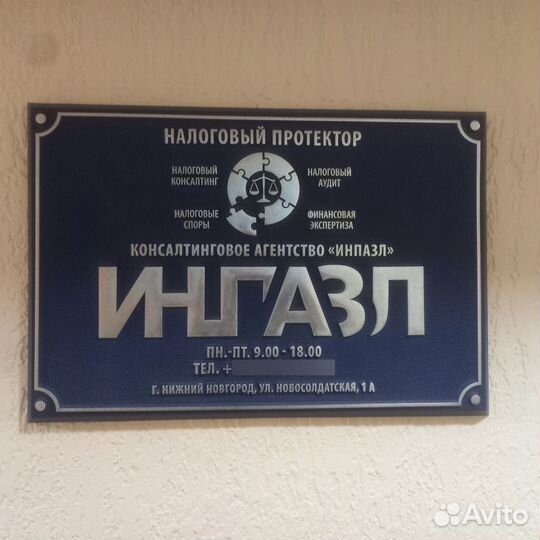 НАЛОГОВЫЙ ПРОТЕКТОР
НАЛОГОВЫЙ
КОНСАЛТИНГ
НАЛОГОВЫЙ
АУДИТ
НАЛОГОВЫЕ
СПОРЫ
ФИНАНСОВАЯ
ЭКСПЕРТИЗА
КОНСАЛТИНГОВОЕ АГЕНТСТВО «ИНПАЗЛ»
ИНПАЗЛ
ПН.-ПТ. 9.00 - 18.00
ТЕЛ. +
Г. НИЖНИЙ НОВГОРОД, УЛ. НОВОСОЛДАТСКАЯ, 1 А
Avito